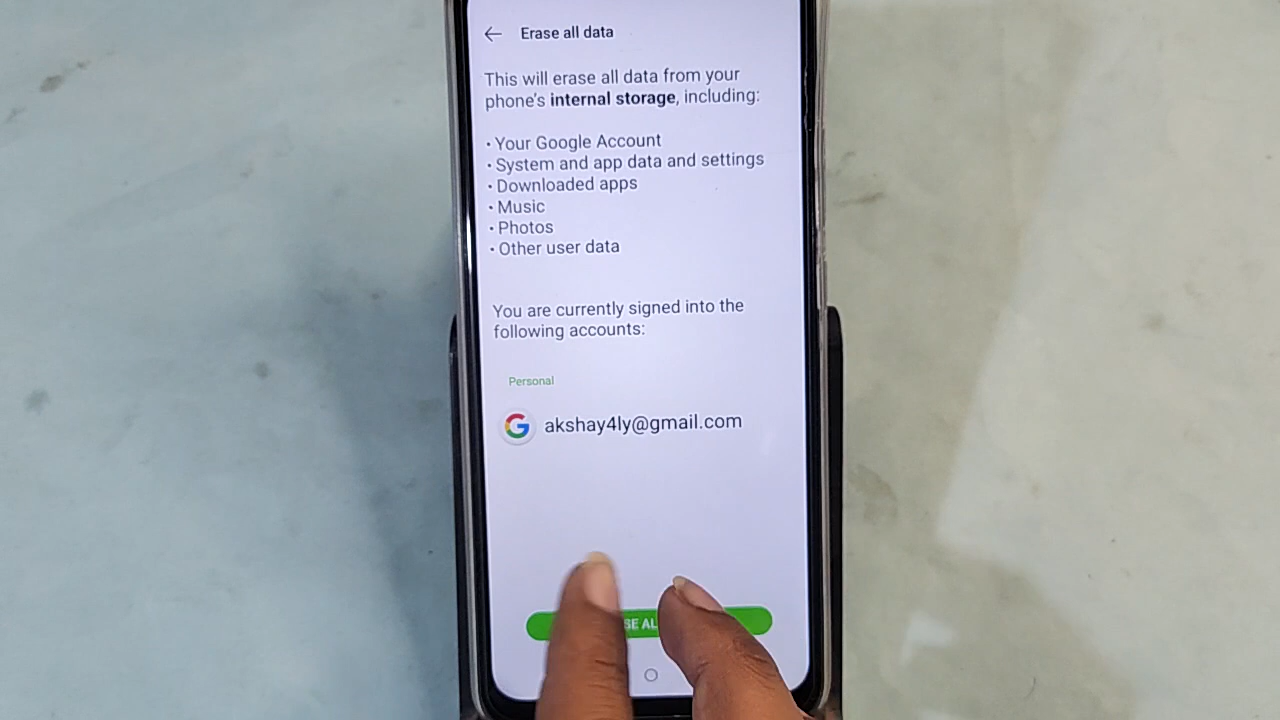 Erase all data
This will erase all data from your
phone's internal storage, including:
• Your Google Account
• System and app data and settings
• Downloaded apps
• Music
• Photos
• Other user data
You are currently signed into the
following accounts:
Personal
akshay4ly@gmail.com